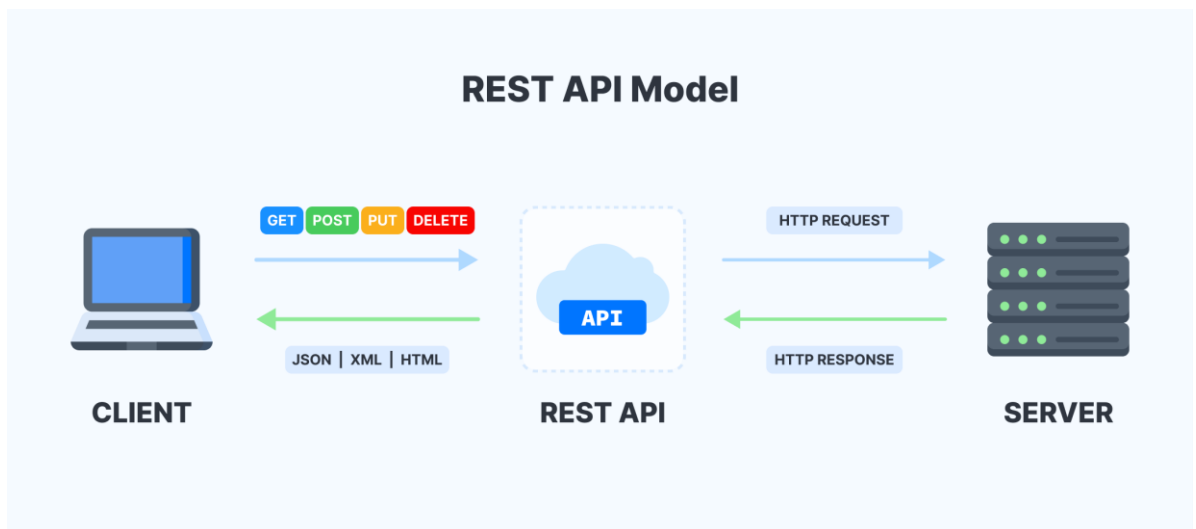 REST API Model
GET POST PUT DELETE
HTTP REQUEST
API
JSON | XML | HTML
HTTP RESPONSE
CLIENT
REST API
SERVER